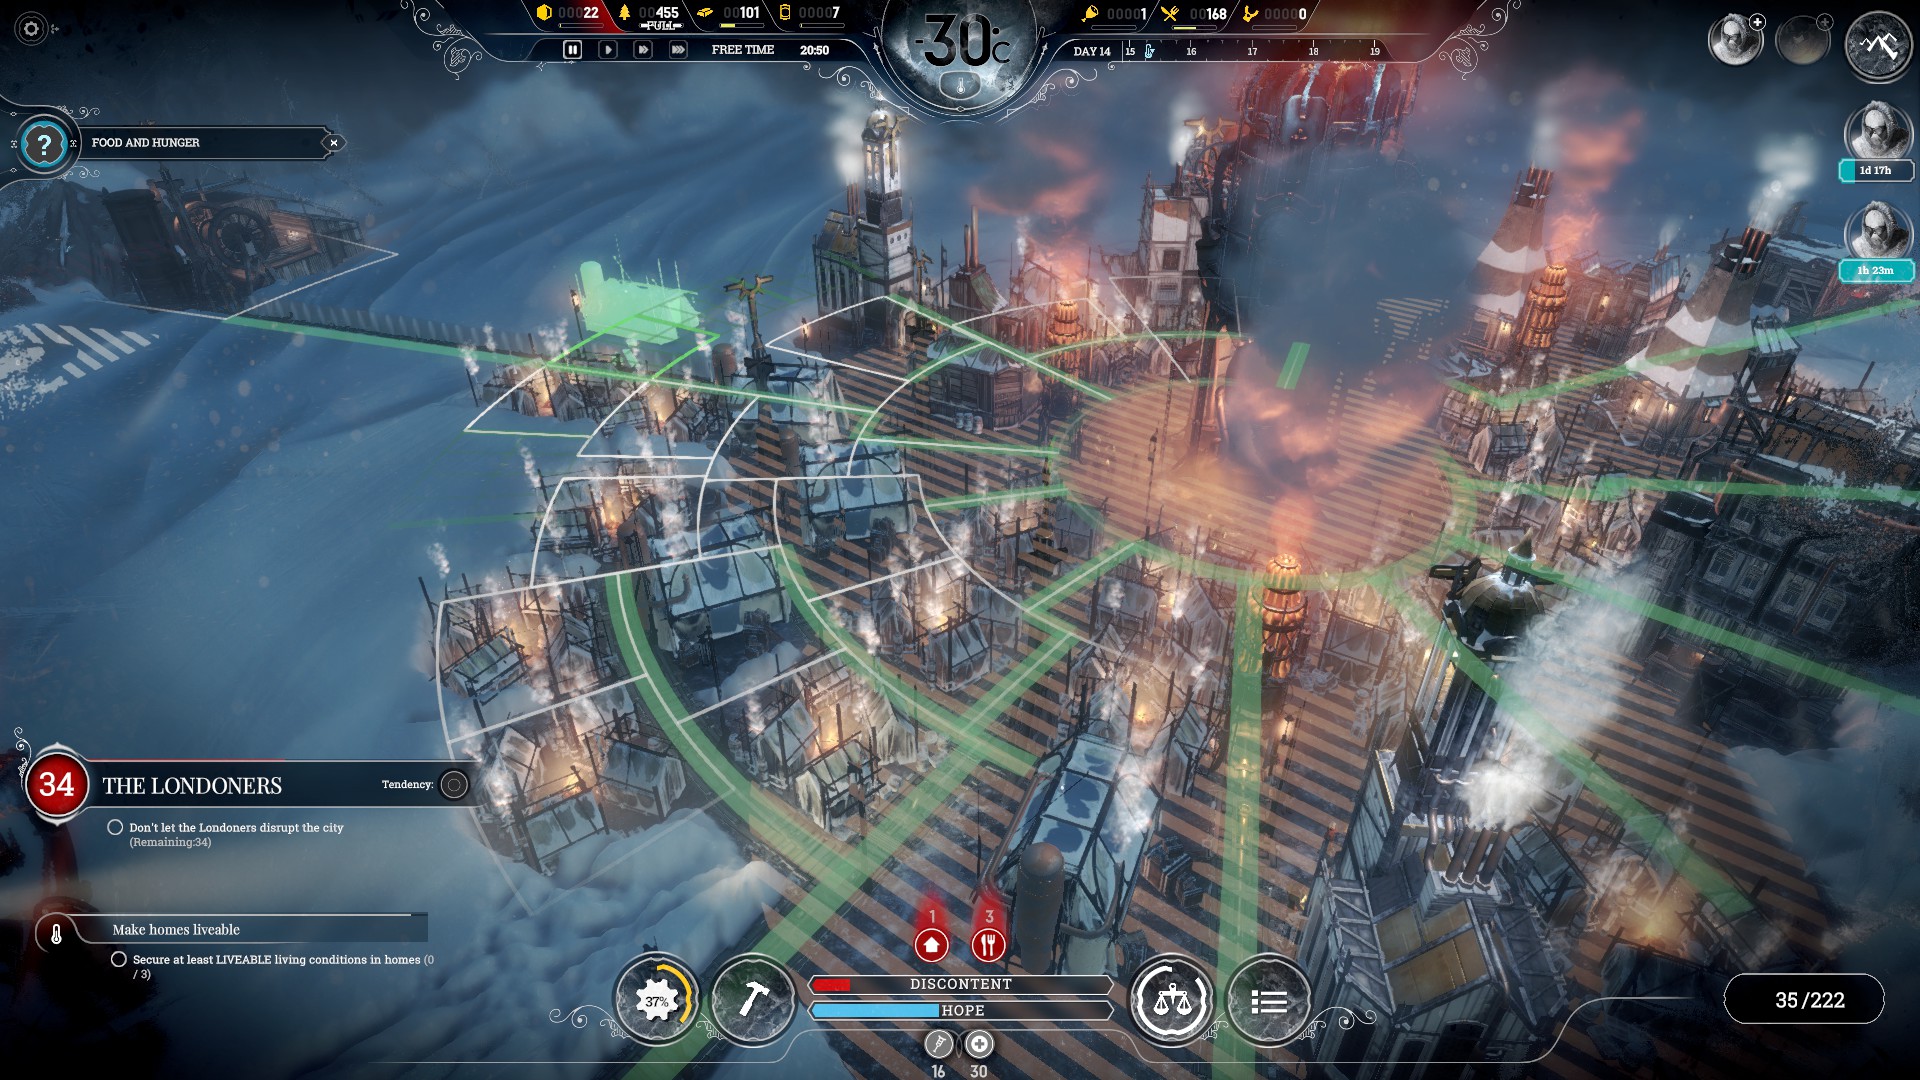 00022
00455
FULL
00101
00007
-30°C
00001
00168
00000
FREE TIME
20:50
DAY 14
15
16
17
18
19
?
FOOD AND HUNGER
1d 17h
1h 23m
34
THE LONDONERS
Tendency:
Don't let the Londoners disrupt the city
(Remaining:34)
Make homes liveable
Secure at least LIVEABLE living conditions in homes (0
/ 3)
1
3
37%
DISCONTENT
HOPE
16
30
35/222